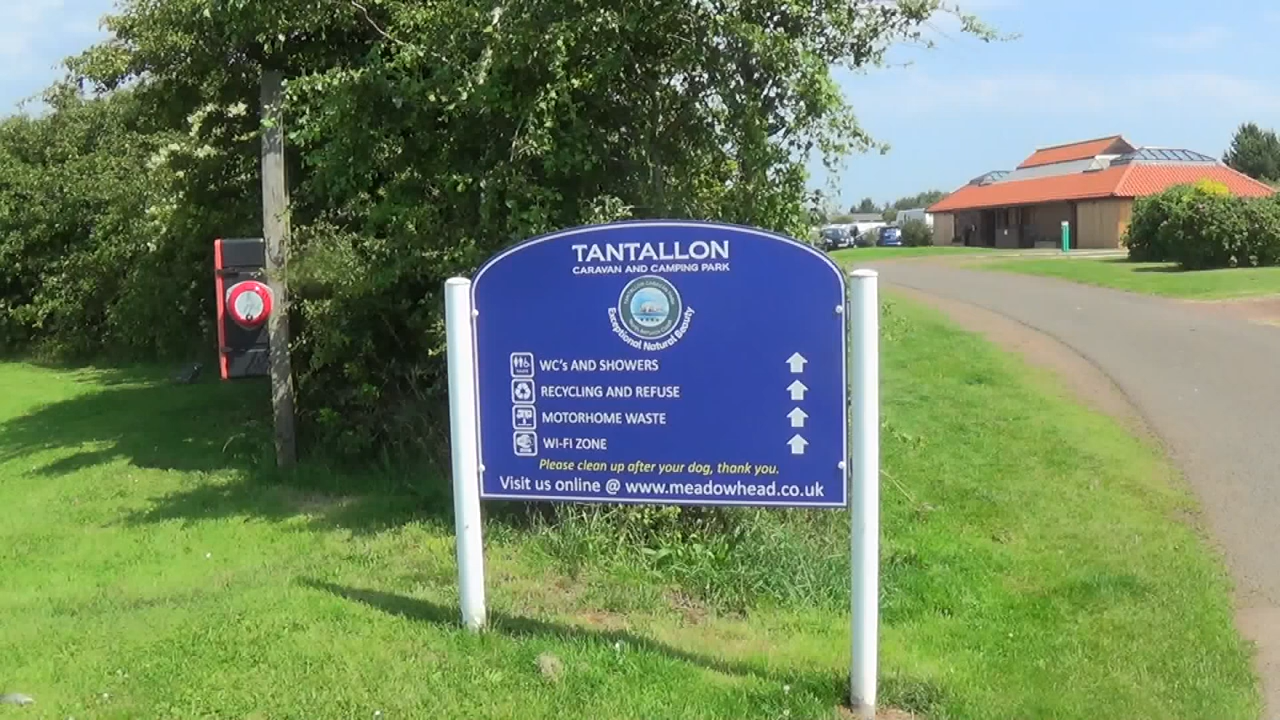 TANTALLON
CARAVAN AND CAMPING PARK
Exceptional Natural Beauty
WC's AND SHOWERS
RECYCLING AND REFUSE
MOTORHOME WASTE
WI-FI ZONE
Please clean up after your dog, thank you.
Visit us online @ www.meadowhead.co.uk